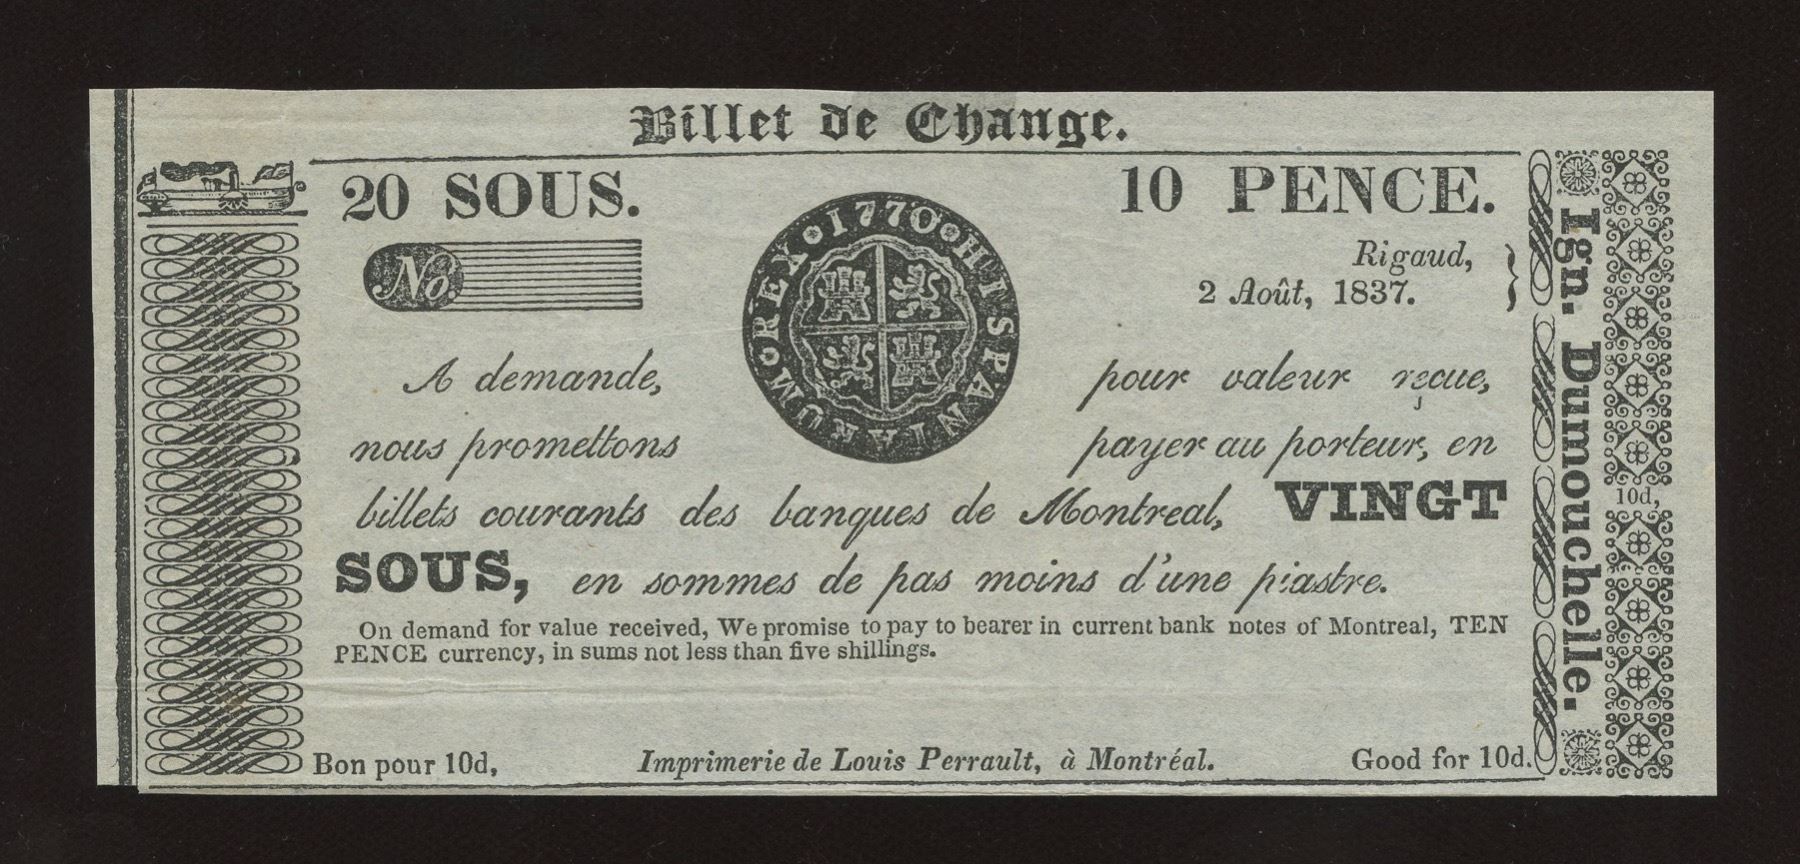 Billet de Change.
20 SOUS.
10 PENCE.
No.
1770 HISPANIARUM REX
Rigaud,
2 Août, 1837.
A demande, pour valeur reçue,
nous promettons payer au porteur, en
billets courants des banques de Montreal, VINGT
SOUS, en sommes de pas moins d'une piastre.
On demand for value received, We promise to pay to bearer in current bank notes of Montreal, TEN
PENCE currency, in sums not less than five shillings.
Bon pour 10d, Imprimerie de Louis Perrault, à Montréal. Good for 10d.
Ign. Dumouchelle.
10d,